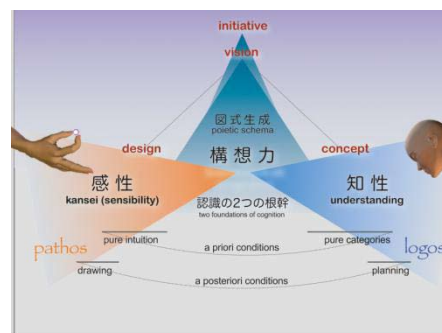 initiative
vision
図式生成
poietic schema
design
構想力
concept
感性
kansei (sensibility)
認識の2つの根幹
two foundations of cognition
知性
understanding
pathos
pure intuition
a priori conditions
pure categories
logos
drawing
a posteriori conditions
planning